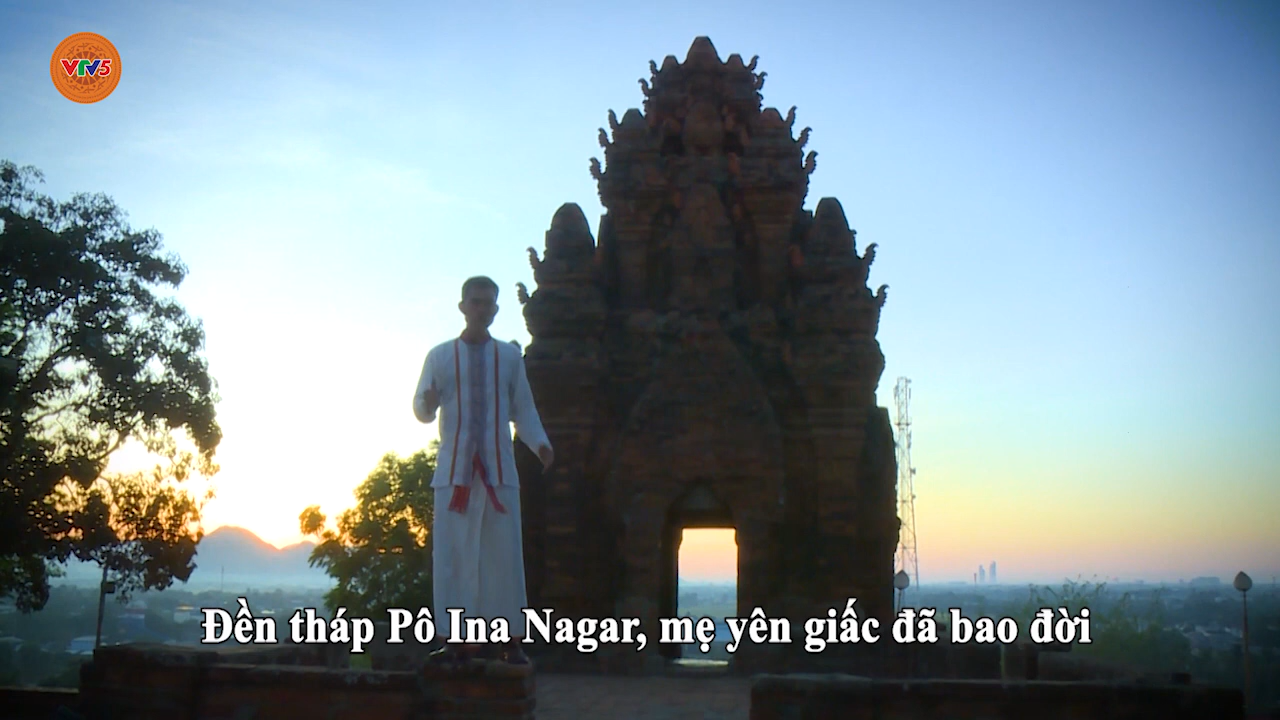 VTV5
Đền tháp Pô Ina Nagar, mẹ yên giấc đã bao đời